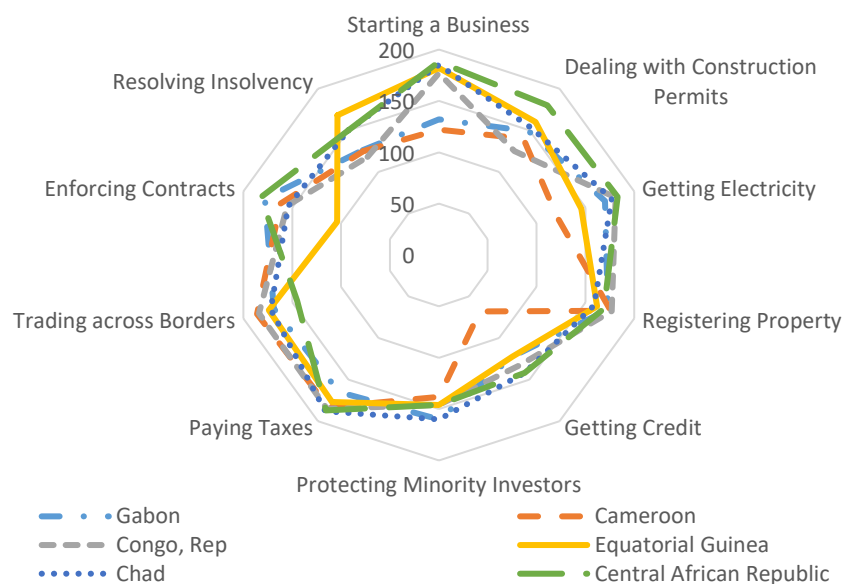 Starting a Business
200
Resolving Insolvency
Dealing with Construction
Permits
150
100
Enforcing Contracts
Getting Electricity
50
0
Trading across Borders
Registering Property
Paying Taxes
Getting Credit
Protecting Minority Investors
Gabon
Cameroon
Congo, Rep
Equatorial Guinea
Chad
Central African Republic